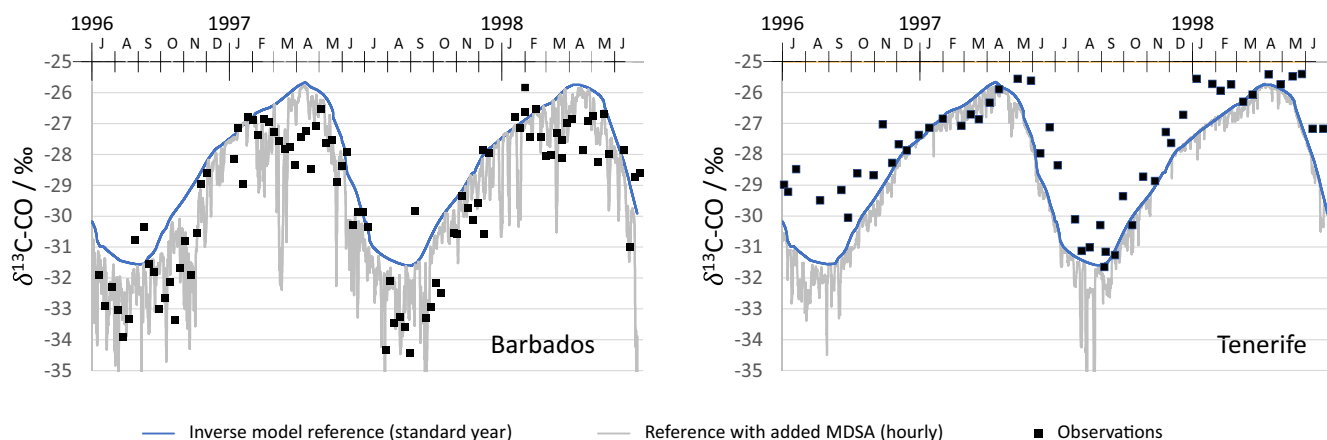 1996 1997 1998
J A S O N D J F M A M J J A S O N D J F M A M J
-25
-26
-27
-28
-29
-30
-31
-32
-33
-34
-35
δ¹³C-CO / ‰
Barbados
1996 1997 1998
J A S O N D J F M A M J J A S O N D J F M A M J
-25
-26
-27
-28
-29
-30
-31
-32
-33
-34
-35
δ¹³C-CO / ‰
Tenerife
Inverse model reference (standard year) Reference with added MDSA (hourly) Observations